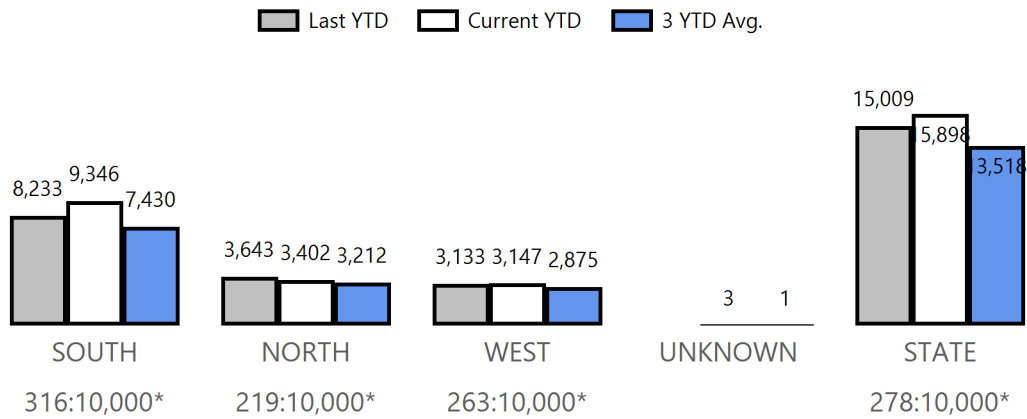 Last YTD Current YTD 3 YTD Avg.
15,009
15,898
13,518
8,233 9,346 7,430
3,643 3,402 3,212
3,133 3,147 2,875
3 1
SOUTH NORTH WEST UNKNOWN STATE
316:10,000* 219:10,000* 263:10,000* 278:10,000*